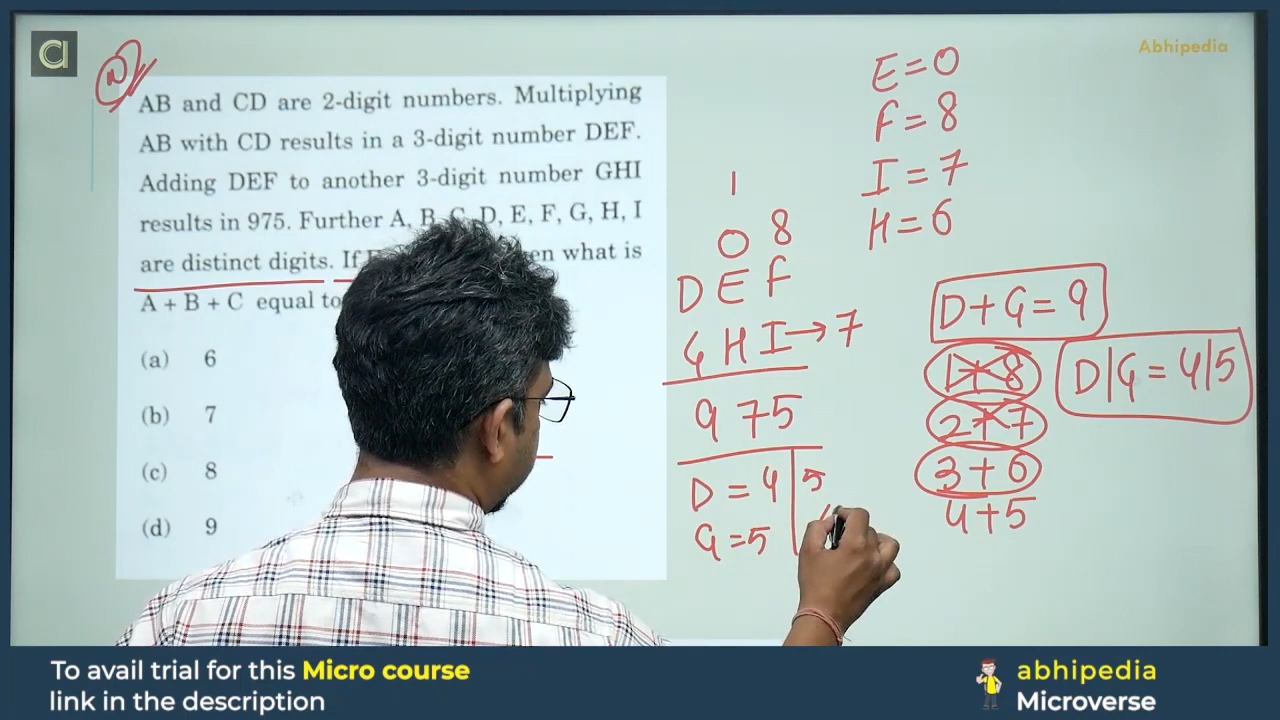 Abhipedia
AB and CD are 2-digit numbers. Multiplying
AB with CD results in a 3-digit number DEF.
Adding DEF to another 3-digit number GHI
results in 975. Further A, B, C, D, E, F, G, H, I
are distinct digits. If what is
A + B + C equal to
(a) 6
(b) 7
(c) 8
(d) 9
1
0 8
D E F
G H I → 7
9 7 5
D = 4 | 5
G = 5
E = 0
F = 8
I = 7
H = 6
D + G = 9
1 + 8
2 + 7
3 + 6
4 + 5
D | G = 4 | 5
To avail trial for this Micro course
link in the description
abhipedia
Microverse